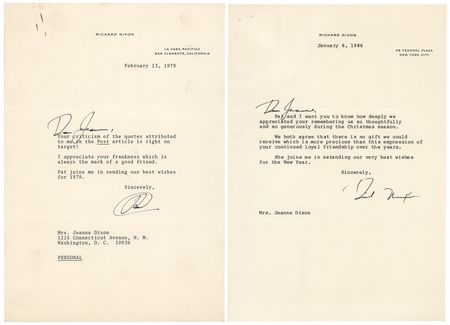 RICHARD NIXON
LA CASA PACIFICA
SAN CLEMENTE, CALIFORNIA
February 13, 1979
Dear Jeanne,
Your criticism of the quotes attributed
to me in the Post article is right on
target!
I appreciate your frankness which is
always the mark of a good friend.
Pat joins me in sending our best wishes
for 1979.
Sincerely,
RN
Mrs. Jeanne Dixon
1225 Connecticut Avenue, N. W.
Washington, D. C. 20036
PERSONAL
RICHARD NIXON
January 6, 1986
26 FEDERAL PLAZA
NEW YORK CITY
Dear Jeanne,
Pat and I want you to know how deeply we
appreciated your remembering us so thoughtfully
and so generously during the Christmas season.
We both agree that there is no gift we could
receive which is more precious than this expression of
your continued loyal friendship over the years.
She joins me in extending our very best wishes for
the New Year.
Sincerely,
Dick Nixon
Mrs. Jeanne Dixon